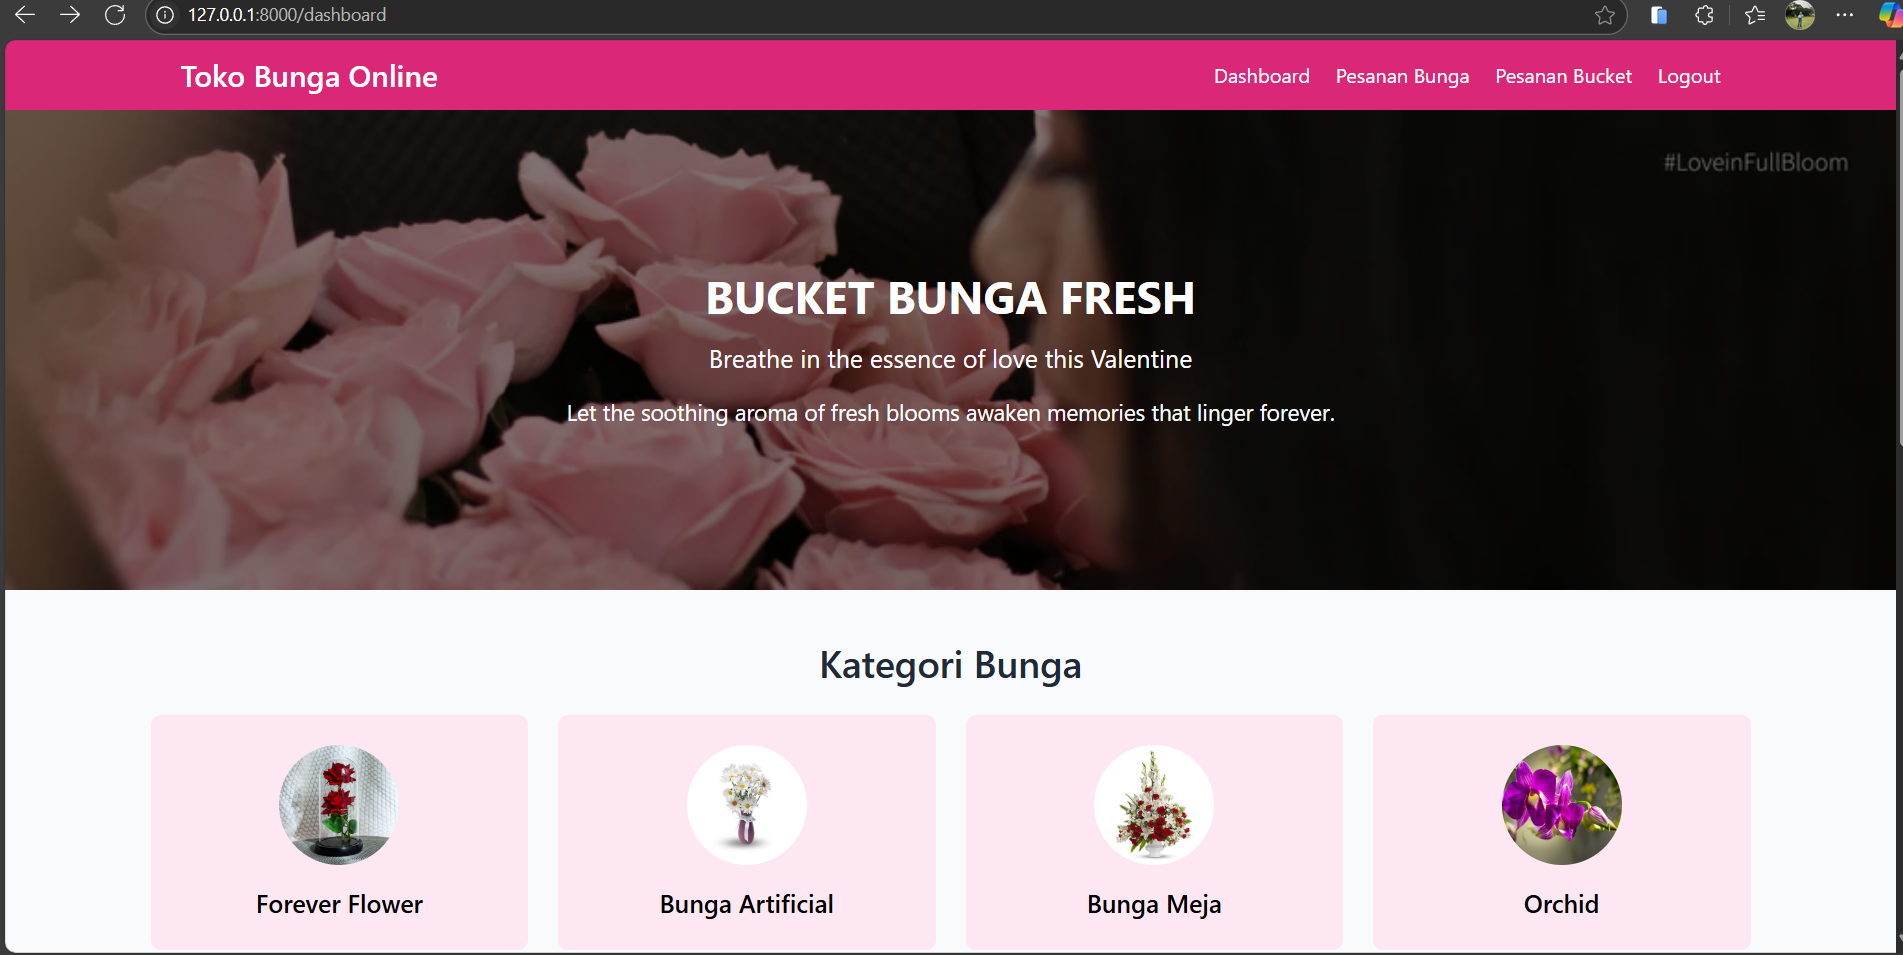 127.0.0.1:8000/dashboard
Toko Bunga Online
Dashboard Pesanan Bunga Pesanan Bucket Logout
#LoveinFullBloom
BUCKET BUNGA FRESH
Breathe in the essence of love this Valentine
Let the soothing aroma of fresh blooms awaken memories that linger forever.
Kategori Bunga
Forever Flower
Bunga Artificial
Bunga Meja
Orchid